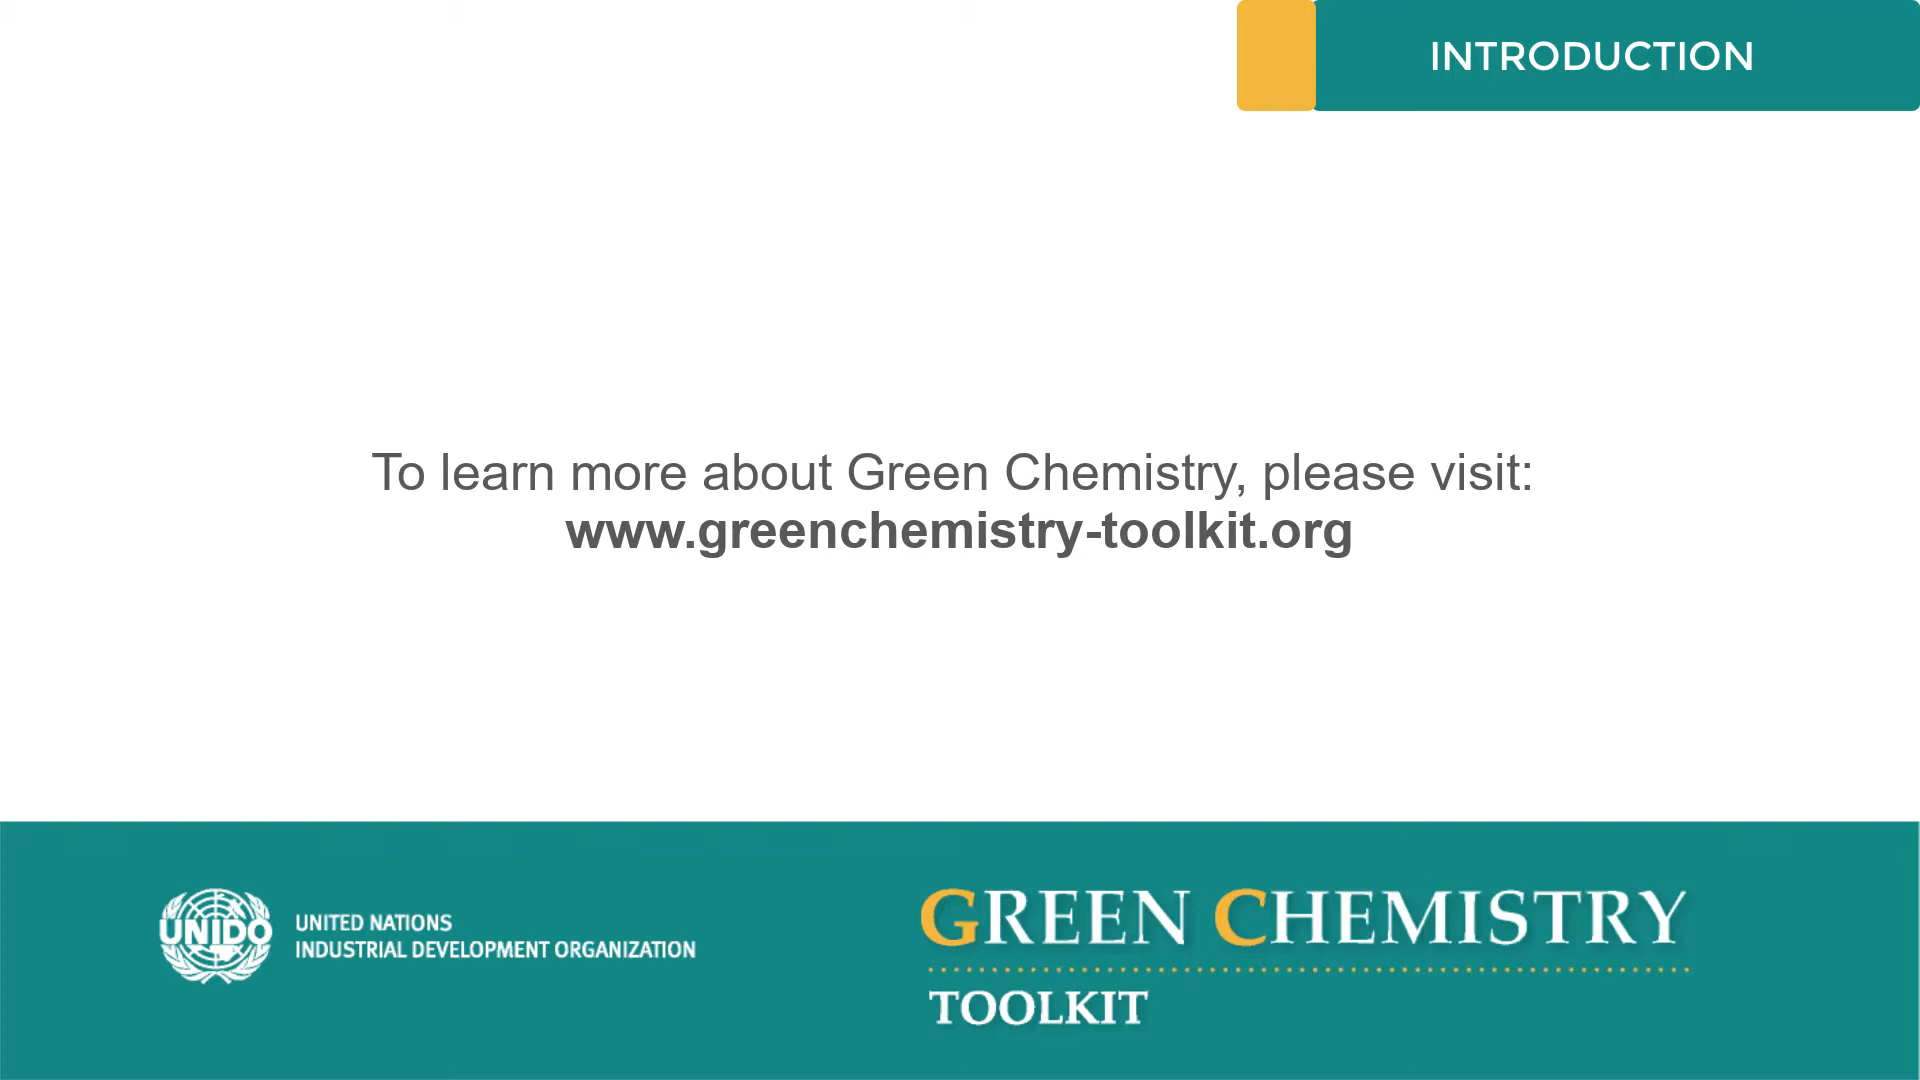 INTRODUCTION
To learn more about Green Chemistry, please visit:
www.greenchemistry-toolkit.org
UNIDO
UNITED NATIONS
INDUSTRIAL DEVELOPMENT ORGANIZATION
GREEN CHEMISTRY
TOOLKIT